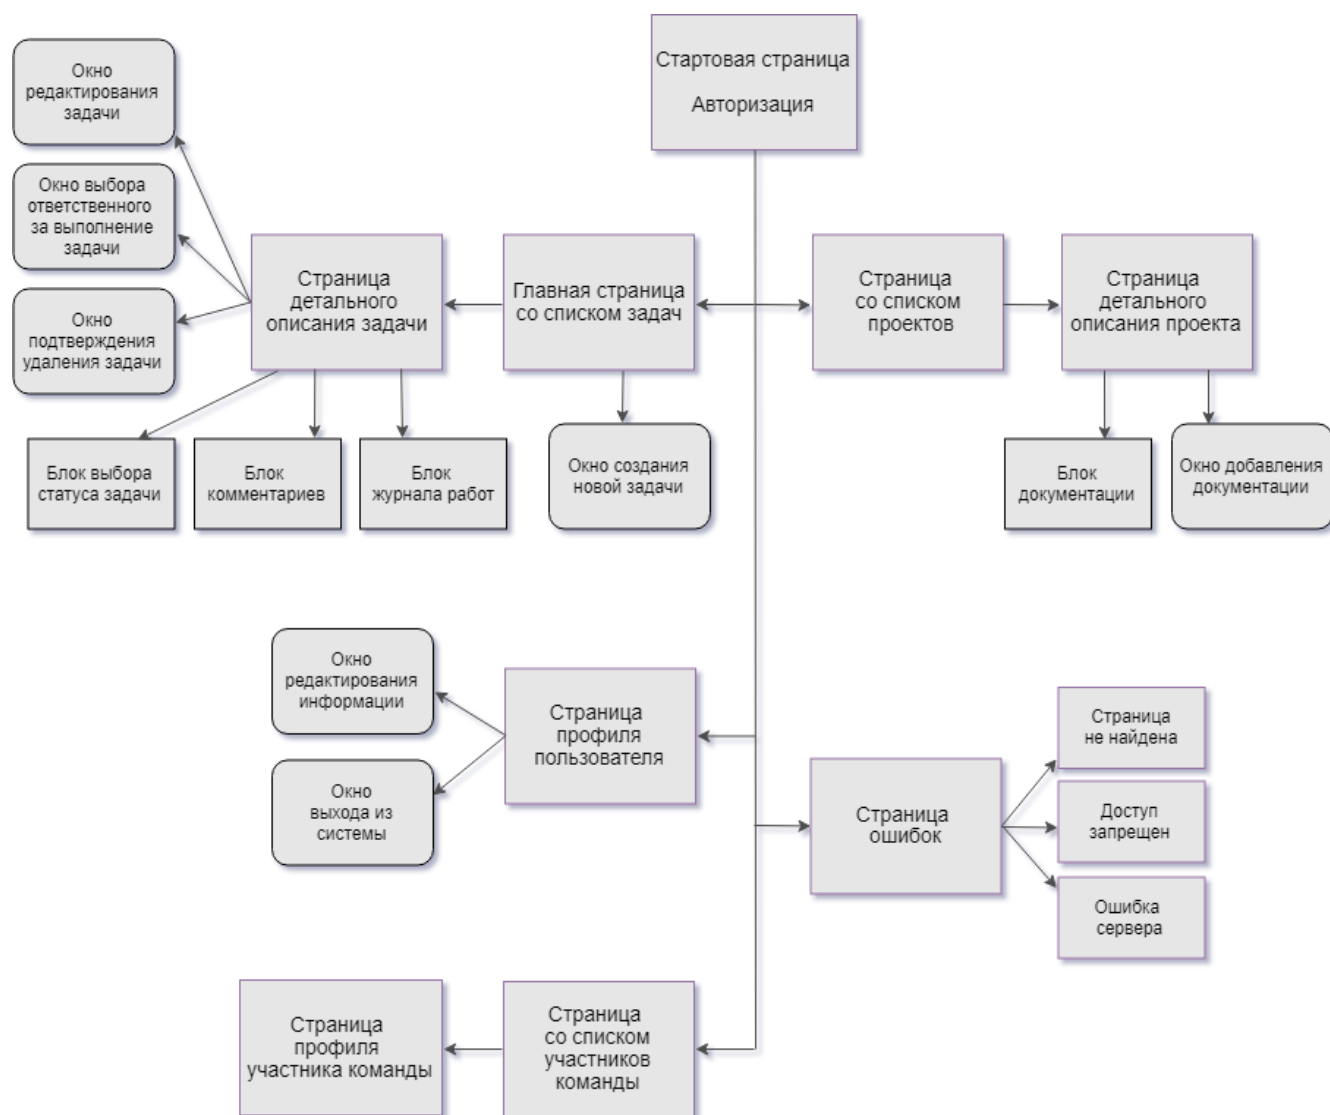 Стартовая страница
Авторизация
Окно
редактирования
задачи
Окно выбора
ответственного
за выполнение
задачи
Окно
подтверждения
удаления задачи
Страница
детального
описания задачи
Главная страница
со списком задач
Страница
со списком
проектов
Страница
детального
описания проекта
Блок выбора
статуса задачи
Блок
комментариев
Блок
журнала работ
Окно создания
новой задачи
Блок
документации
Окно добавления
документации
Окно
редактирования
информации
Окно
выхода из
системы
Страница
профиля
пользователя
Страница
ошибок
Страница
не найдена
Доступ
запрещен
Ошибка
сервера
Страница
профиля
участника команды
Страница
со списком
участников
команды